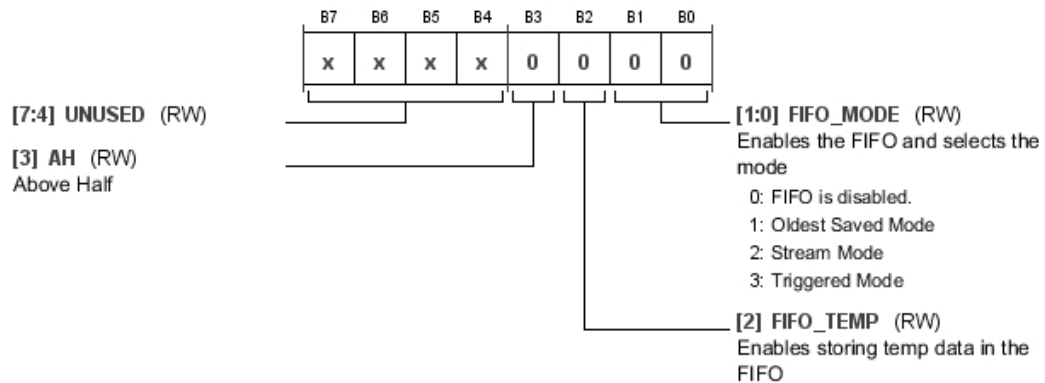 B7 B6 B5 B4 B3 B2 B1 B0
x x x x 0 0 0 0
[7:4] UNUSED (RW)
[3] AH (RW)
Above Half
[1:0] FIFO_MODE (RW)
Enables the FIFO and selects the
mode
0: FIFO is disabled.
1: Oldest Saved Mode
2: Stream Mode
3: Triggered Mode
[2] FIFO_TEMP (RW)
Enables storing temp data in the
FIFO